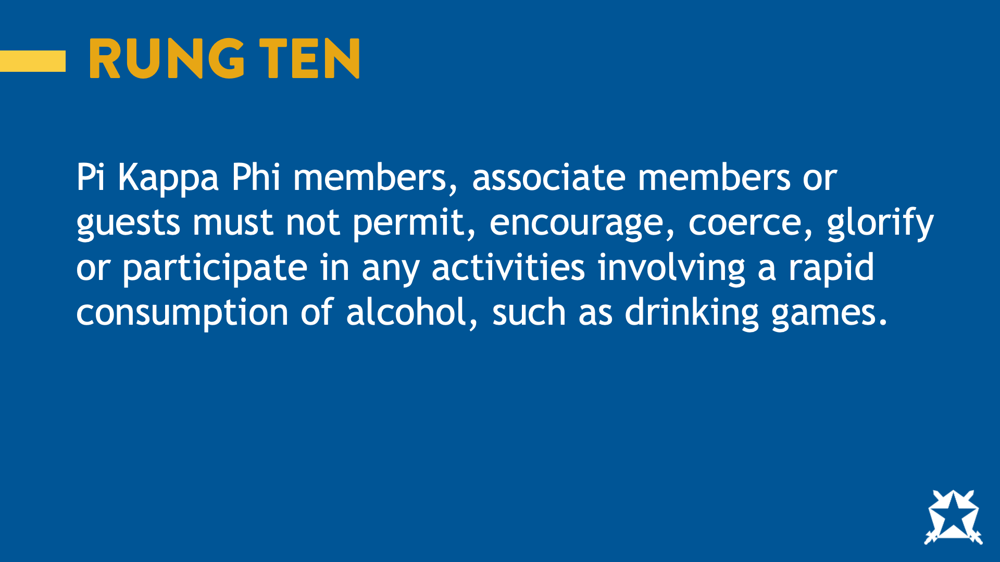 RUNG TEN
Pi Kappa Phi members, associate members or
guests must not permit, encourage, coerce, glorify
or participate in any activities involving a rapid
consumption of alcohol, such as drinking games.